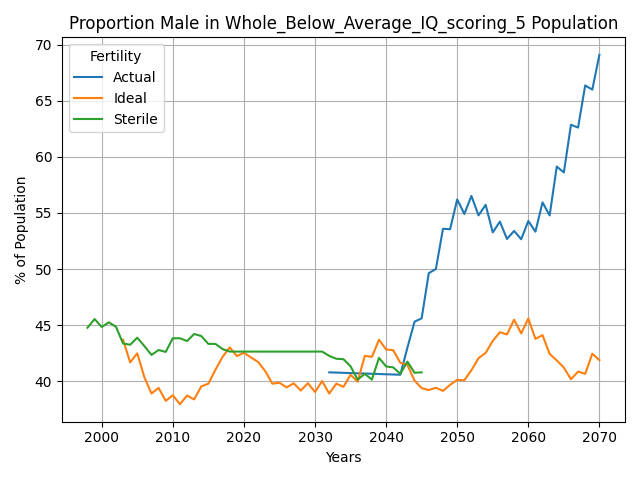 Proportion Male in Whole_Below_Average_IQ_scoring_5 Population
Fertility
Actual
Ideal
Sterile
70
65
60
55
50
45
40
% of Population
2000
2010
2020
2030
2040
2050
2060
2070
Years